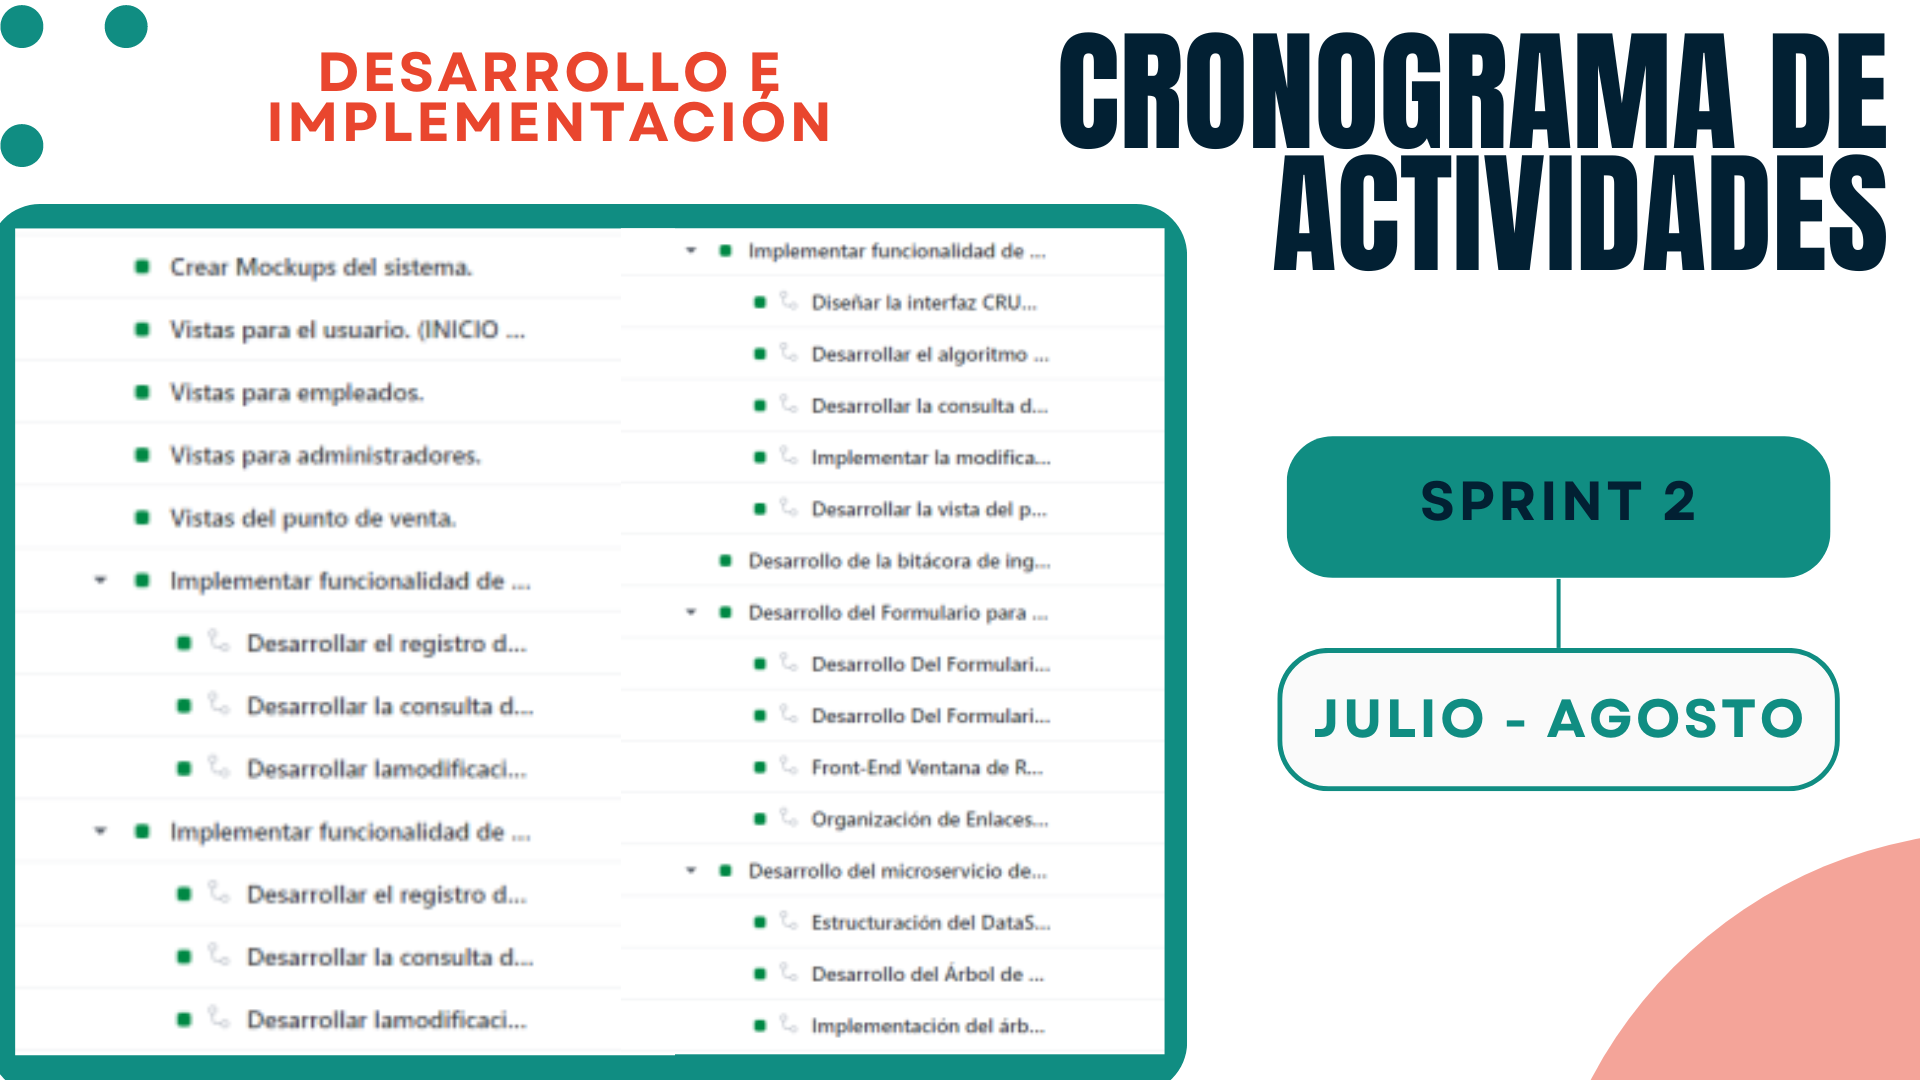 DESARROLLO E
IMPLEMENTACIÓN
CRONOGRAMA DE
ACTIVIDADES
Crear Mockups del sistema.
Vistas para el usuario. (INICIO ...
Vistas para empleados.
Vistas para administradores.
Vistas del punto de venta.
Implementar funcionalidad de ...
Desarrollar el registro d...
Desarrollar la consulta d...
Desarrollar lamodificaci...
Implementar funcionalidad de ...
Desarrollar el registro d...
Desarrollar la consulta d...
Desarrollar lamodificaci...
Implementar funcionalidad de ...
Diseñar la interfaz CRU...
Desarrollar el algoritmo ...
Desarrollar la consulta d...
Implementar la modifica...
Desarrollar la vista del p...
Desarrollo de la bitácora de ing...
Desarrollo del Formulario para ...
Desarrollo Del Formulari...
Desarrollo Del Formulari...
Front-End Ventana de R...
Organización de Enlaces...
Desarrollo del microservicio de...
Estructuración del DataS...
Desarrollo del Árbol de ...
Implementación del árb...
SPRINT 2
JULIO - AGOSTO